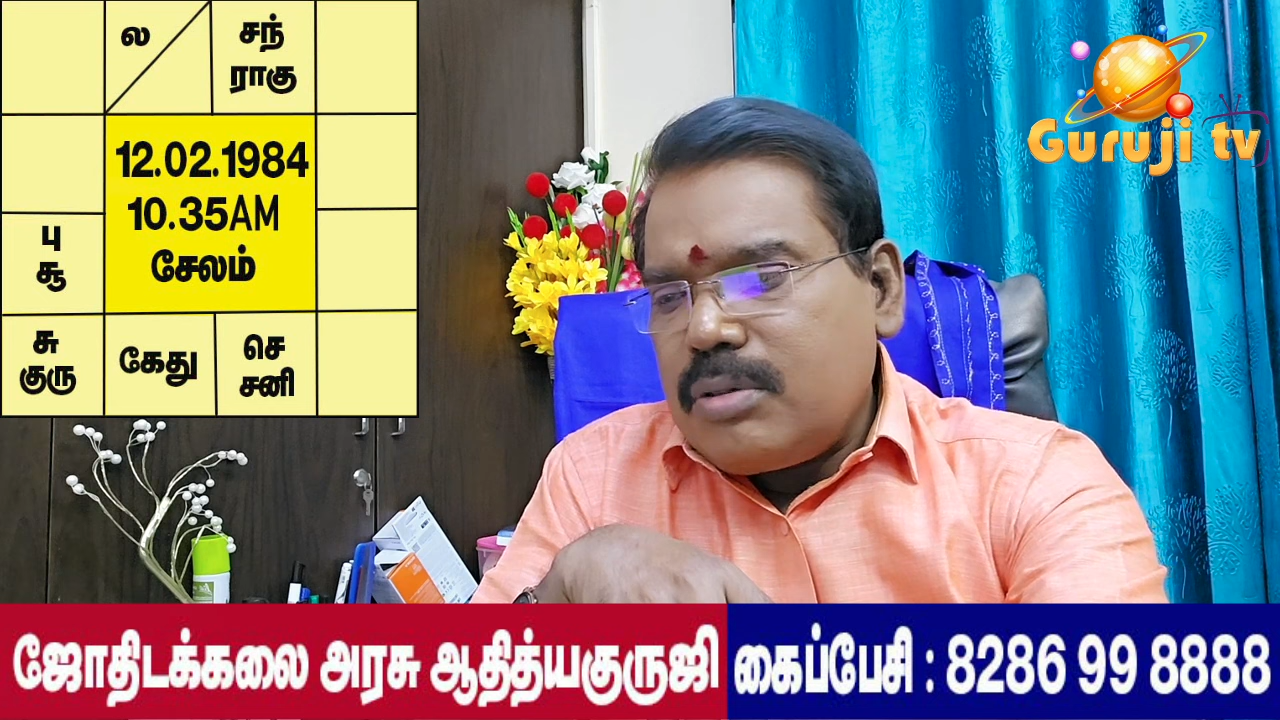 ல
சந்
ராகு
12.02.1984
10.35AM
சேலம்
பு
சூ
சு
குரு
கேது
செ
சனி
Guruji tv
ஜோதிடக்கலை அரசு ஆதித்யகுருஜி
கைப்பேசி : 8286 99 8888